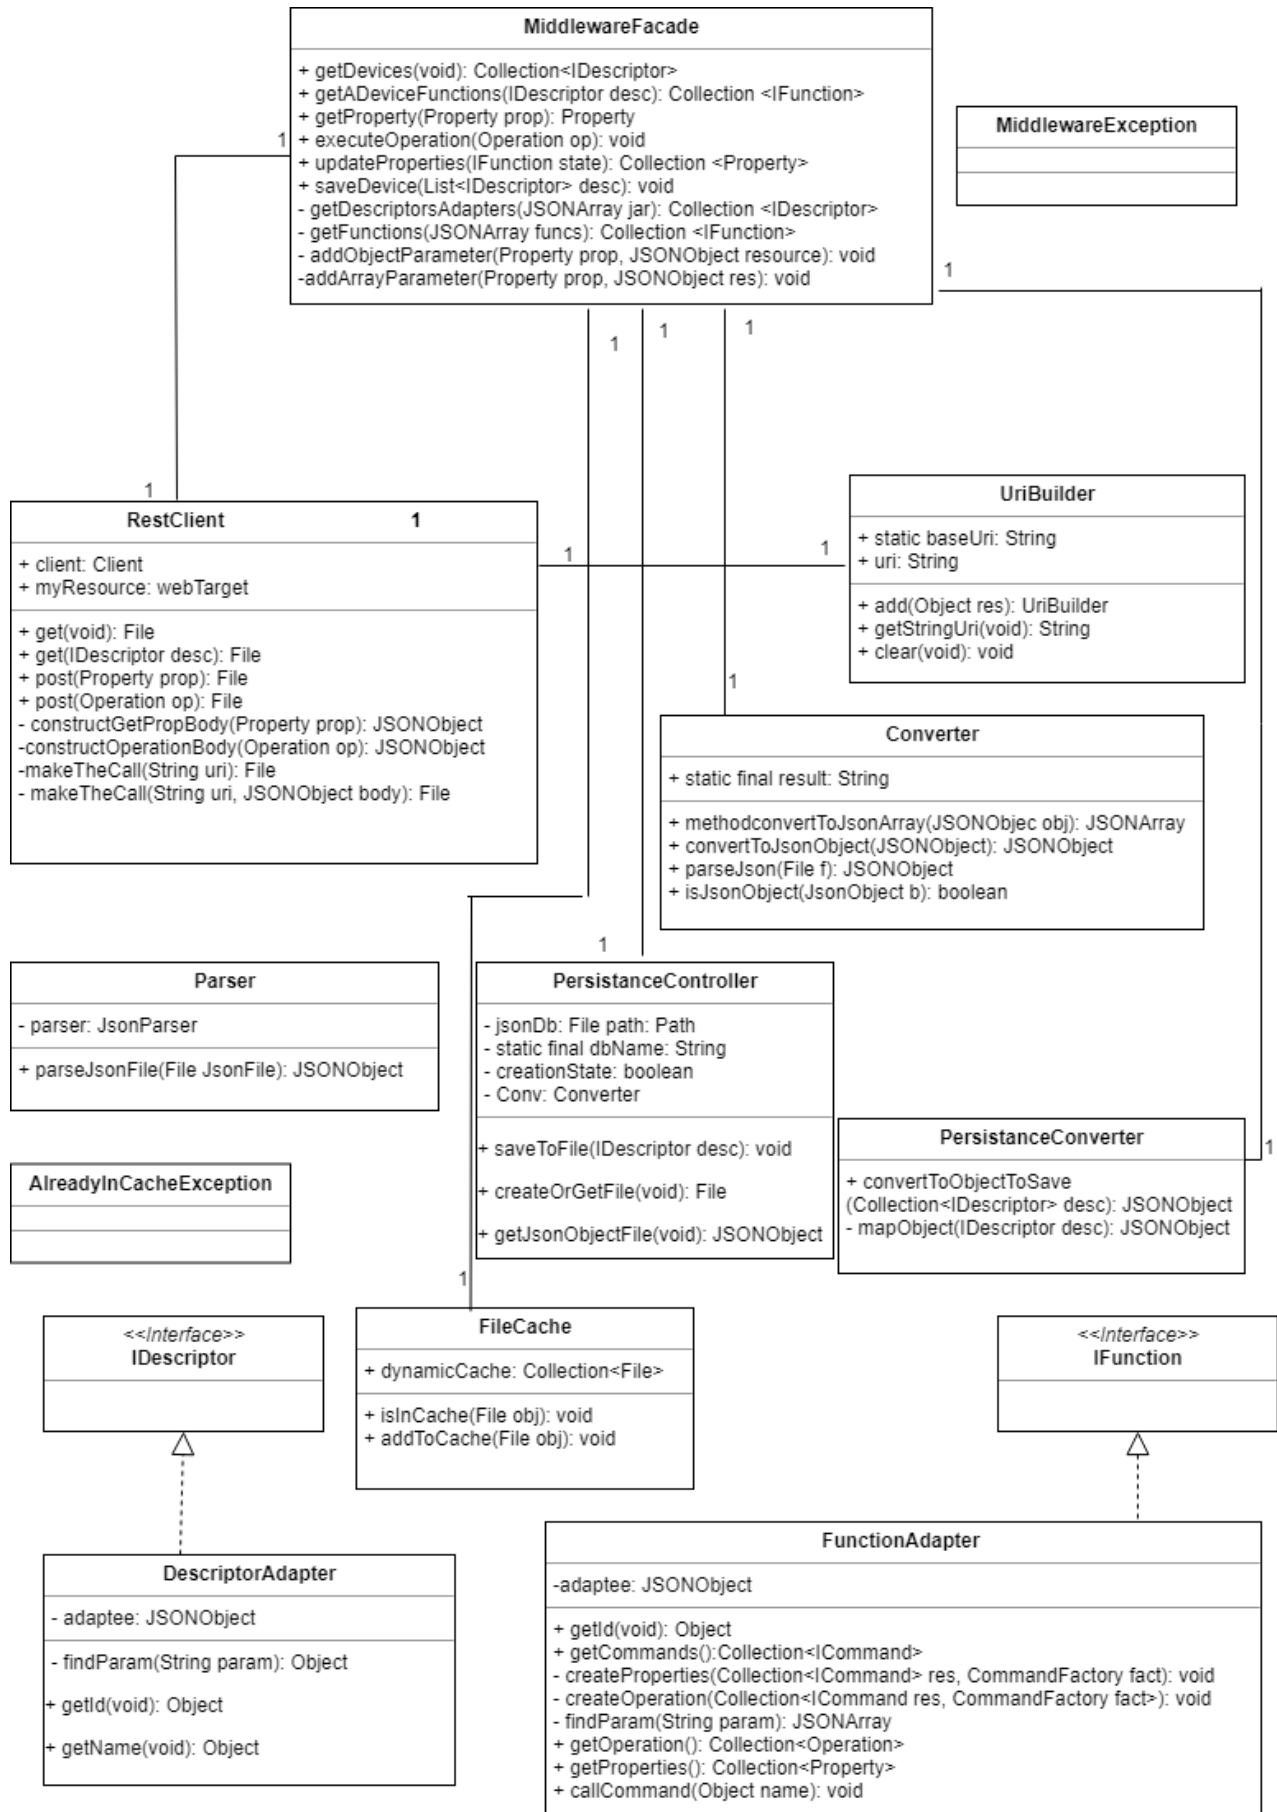 MiddlewareFacade
+ getDevices(void): Collection<IDescriptor>
+ getADeviceFunctions(IDescriptor desc): Collection <IFunction>
+ getProperty(Property prop): Property
+ executeOperation(Operation op): void
+ updateProperties(IFunction state): Collection <Property>
+ saveDevice(List<IDescriptor> desc): void
- getDescriptorsAdapters(JSONArray jar): Collection <IDescriptor>
- getFunctions(JSONArray funcs): Collection <IFunction>
- addObjectParameter(Property prop, JSONObject resource): void
-addArrayParameter(Property prop, JSONObject res): void
MiddlewareException
1
1
1
1
1
1
RestClient
1
+ client: Client
+ myResource: webTarget
+ get(void): File
+ get(IDescriptor desc): File
+ post(Property prop): File
+ post(Operation op): File
- constructGetPropBody(Property prop): JSONObject
-constructOperationBody(Operation op): JSONObject
-makeTheCall(String uri): File
- makeTheCall(String uri, JSONObject body): File
1
1
UriBuilder
+ static baseUri: String
+ uri: String
+ add(Object res): UriBuilder
+ getStringUri(void): String
+ clear(void): void
1
Converter
+ static final result: String
+ methodconvertToJsonArray(JSONObjec obj): JSONArray
+ convertToJsonObject(JSONObject): JSONObject
+ parseJson(File f): JSONObject
+ isJsonObject(JsonObject b): boolean
Parser
- parser: JsonParser
+ parseJsonFile(File JsonFile): JSONObject
1
PersistanceController
- jsonDb: File path: Path
- static final dbName: String
- creationState: boolean
- Conv: Converter
+ saveToFile(IDescriptor desc): void
+ createOrGetFile(void): File
+ getJsonObjectFile(void): JSONObject
PersistanceConverter
+ convertToObjectToSave
(Collection<IDescriptor> desc): JSONObject
- mapObject(IDescriptor desc): JSONObject
1
AlreadyInCacheException
1
<<Interface>>
IDescriptor
FileCache
+ dynamicCache: Collection<File>
+ isInCache(File obj): void
+ addToCache(File obj): void
<<Interface>>
IFunction
DescriptorAdapter
- adaptee: JSONObject
- findParam(String param): Object
+ getId(void): Object
+ getName(void): Object
FunctionAdapter
-adaptee: JSONObject
+ getId(void): Object
+ getCommands():Collection<ICommand>
- createProperties(Collection<ICommand> res, CommandFactory fact): void
- createOperation(Collection<ICommand res, CommandFactory fact>): void
- findParam(String param): JSONArray
+ getOperation(): Collection<Operation>
+ getProperties(): Collection<Property>
+ callCommand(Object name): void